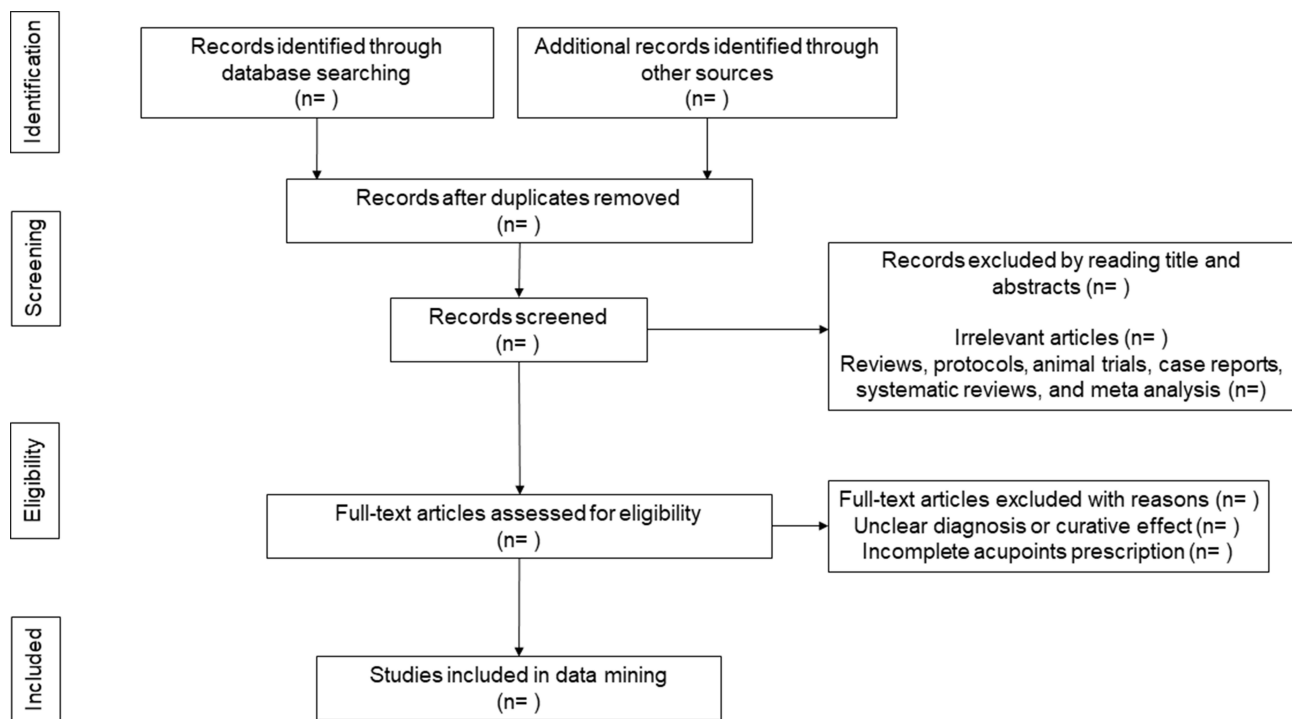 Identification
Records identified through
database searching
(n= )
Additional records identified through
other sources
(n= )
Records after duplicates removed
(n= )
Screening
Records screened
(n= )
Records excluded by reading title and
abstracts (n= )
Irrelevant articles (n= )
Reviews, protocols, animal trials, case reports,
systematic reviews, and meta analysis (n=)
Eligibility
Full-text articles assessed for eligibility
(n= )
Full-text articles excluded with reasons (n= )
Unclear diagnosis or curative effect (n= )
Incomplete acupoints prescription (n= )
Included
Studies included in data mining
(n= )